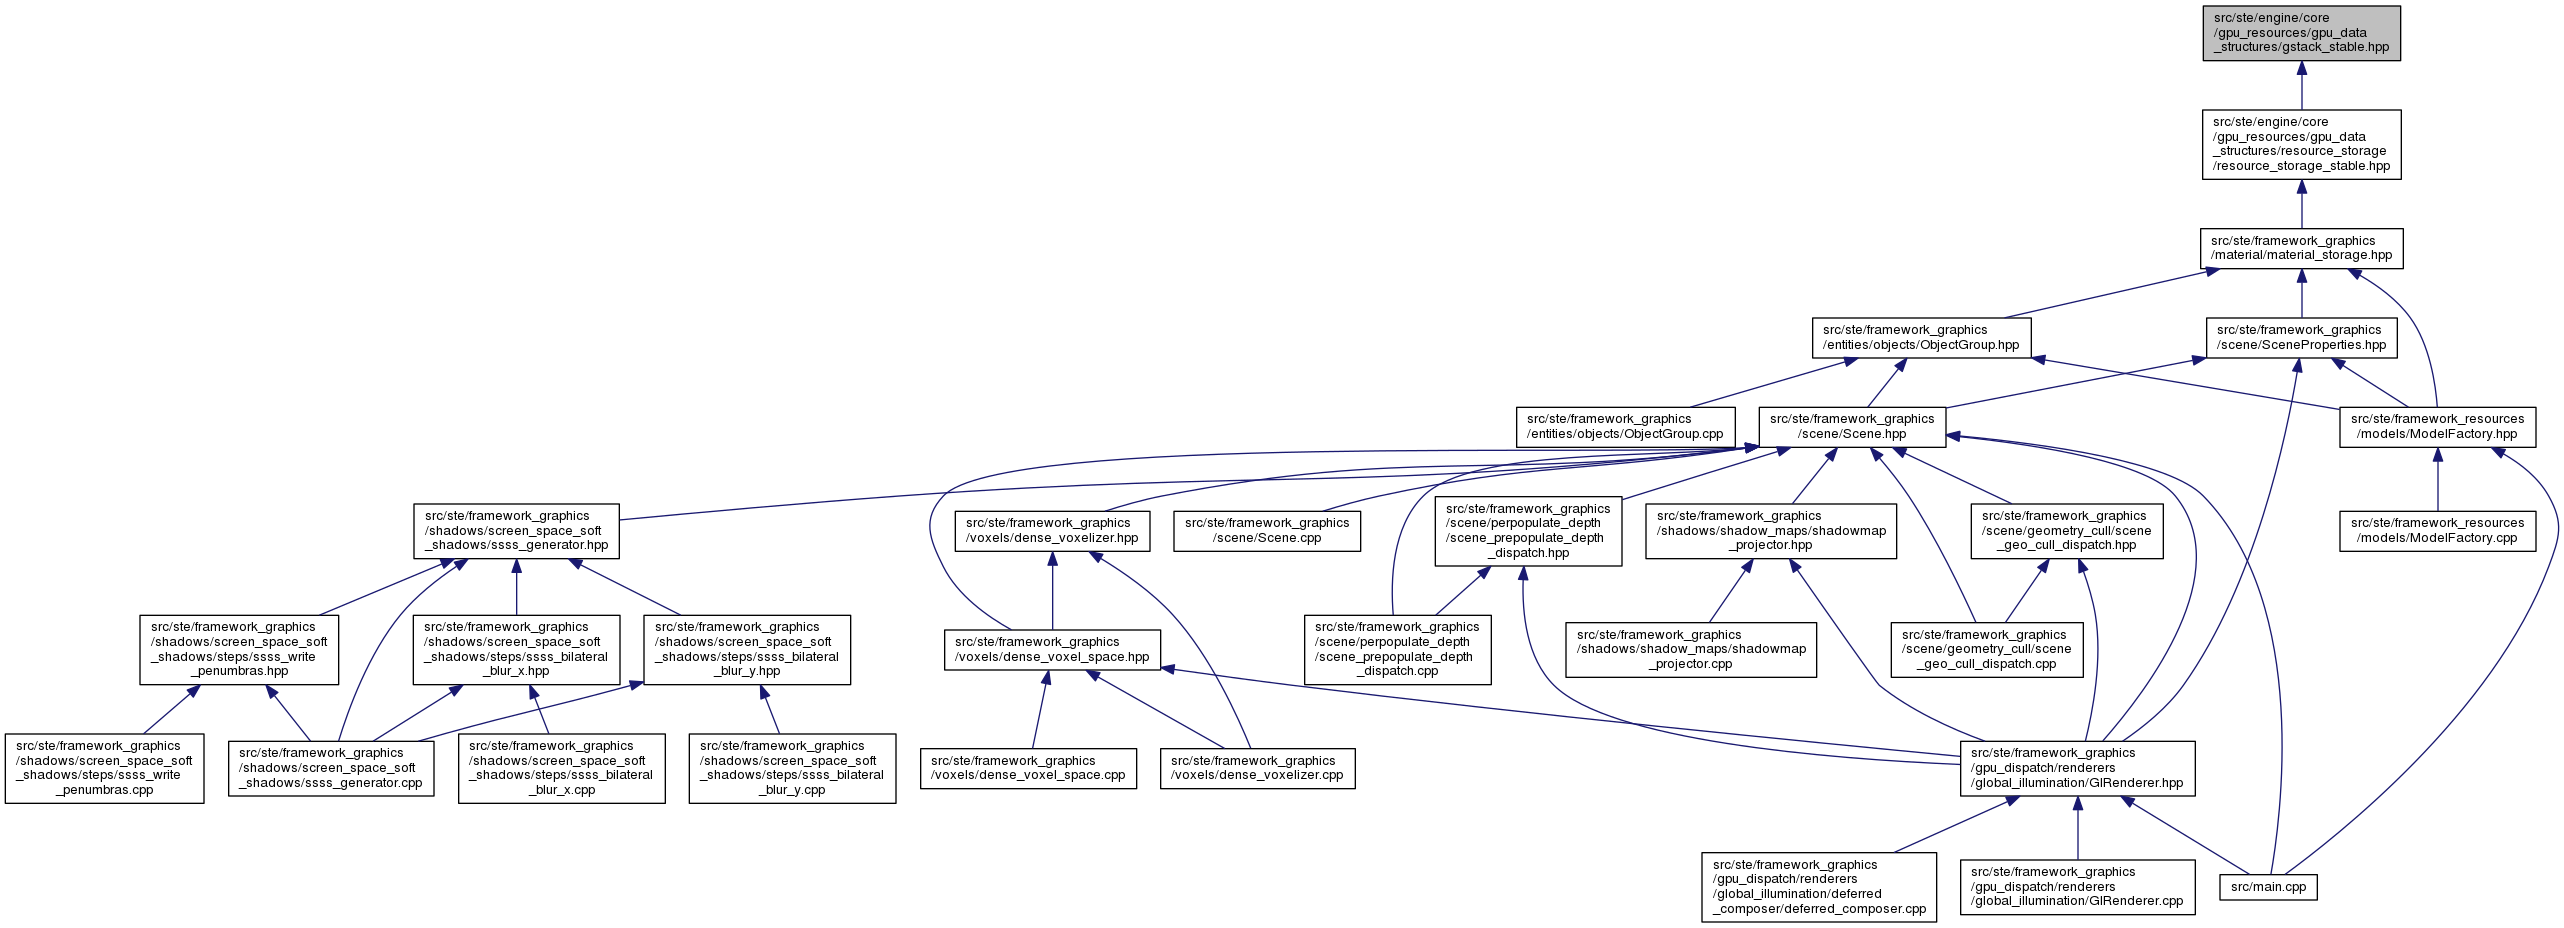 src/ste/engine/core
/gpu_resources/gpu_data
_structures/gstack_stable.hpp
src/ste/engine/core
/gpu_resources/gpu_data
_structures/resource_storage
/resource_storage_stable.hpp
src/ste/framework_graphics
/material/material_storage.hpp
src/ste/framework_graphics
/entities/objects/ObjectGroup.hpp
src/ste/framework_graphics
/scene/SceneProperties.hpp
src/ste/framework_graphics
/entities/objects/ObjectGroup.cpp
src/ste/framework_graphics
/scene/Scene.hpp
src/ste/framework_resources
/models/ModelFactory.hpp
src/ste/framework_graphics
/shadows/screen_space_soft
_shadows/ssss_generator.hpp
src/ste/framework_graphics
/voxels/dense_voxelizer.hpp
src/ste/framework_graphics
/scene/Scene.cpp
src/ste/framework_graphics
/scene/perpopulate_depth
/scene_prepopulate_depth
_dispatch.hpp
src/ste/framework_graphics
/shadows/shadow_maps/shadowmap
_projector.hpp
src/ste/framework_graphics
/scene/geometry_cull/scene
_geo_cull_dispatch.hpp
src/ste/framework_resources
/models/ModelFactory.cpp
src/ste/framework_graphics
/shadows/screen_space_soft
_shadows/steps/ssss_write
_penumbras.hpp
src/ste/framework_graphics
/shadows/screen_space_soft
_shadows/steps/ssss_bilateral
_blur_x.hpp
src/ste/framework_graphics
/shadows/screen_space_soft
_shadows/steps/ssss_bilateral
_blur_y.hpp
src/ste/framework_graphics
/voxels/dense_voxel_space.hpp
src/ste/framework_graphics
/scene/perpopulate_depth
/scene_prepopulate_depth
_dispatch.cpp
src/ste/framework_graphics
/shadows/shadow_maps/shadowmap
_projector.cpp
src/ste/framework_graphics
/scene/geometry_cull/scene
_geo_cull_dispatch.cpp
src/ste/framework_graphics
/shadows/screen_space_soft
_shadows/steps/ssss_write
_penumbras.cpp
src/ste/framework_graphics
/shadows/screen_space_soft
_shadows/ssss_generator.cpp
src/ste/framework_graphics
/shadows/screen_space_soft
_shadows/steps/ssss_bilateral
_blur_x.cpp
src/ste/framework_graphics
/shadows/screen_space_soft
_shadows/steps/ssss_bilateral
_blur_y.cpp
src/ste/framework_graphics
/voxels/dense_voxel_space.cpp
src/ste/framework_graphics
/voxels/dense_voxelizer.cpp
src/ste/framework_graphics
/gpu_dispatch/renderers
/global_illumination/GIRenderer.hpp
src/ste/framework_graphics
/gpu_dispatch/renderers
/global_illumination/deferred
_composer/deferred_composer.cpp
src/ste/framework_graphics
/gpu_dispatch/renderers
/global_illumination/GIRenderer.cpp
src/main.cpp